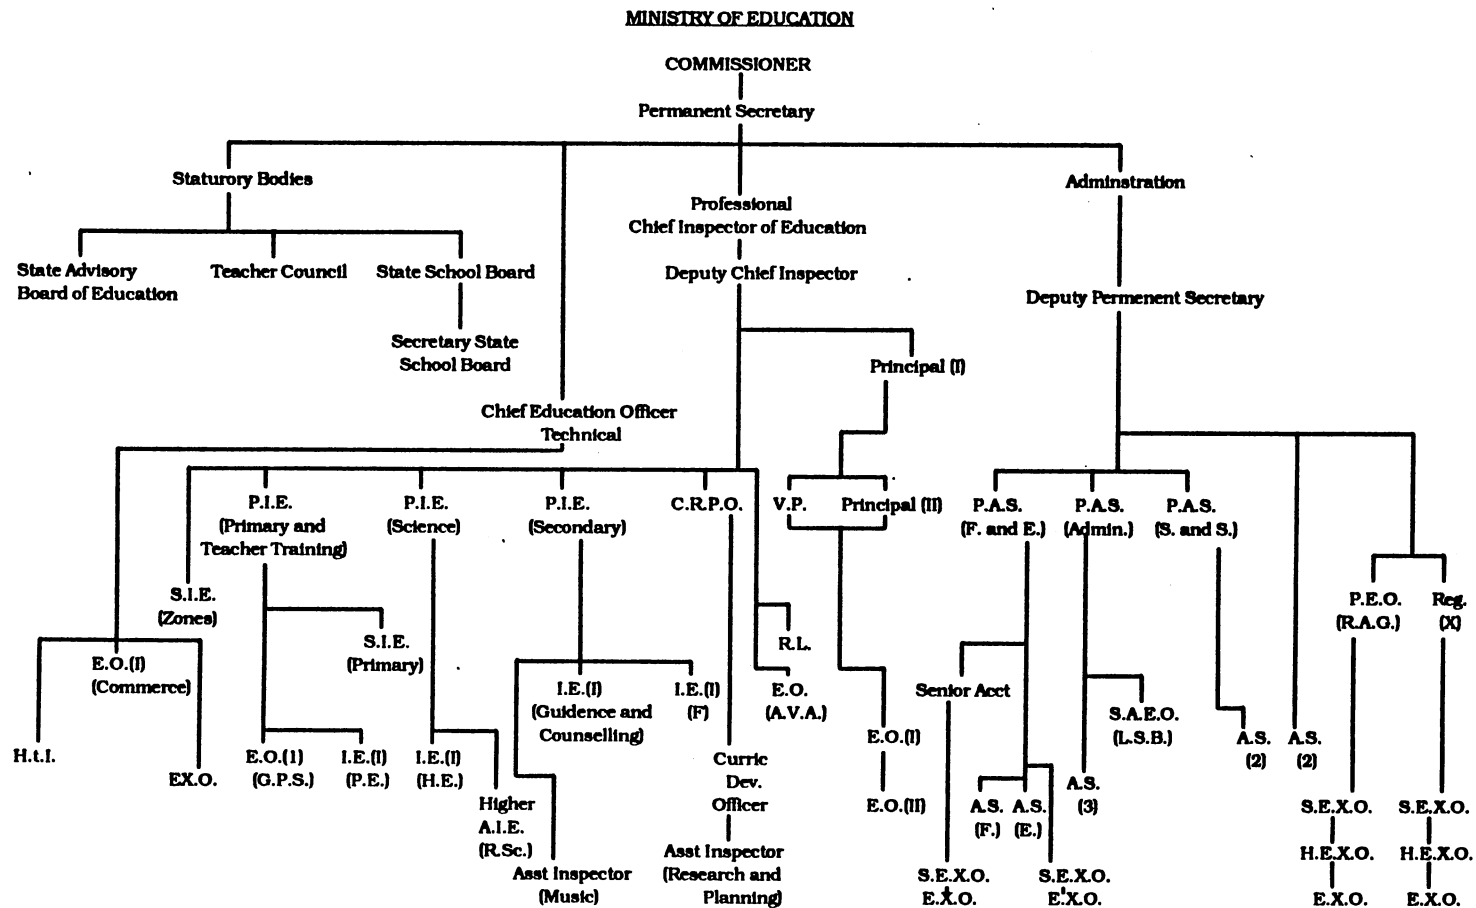 MINISTRY OF EDUCATION
COMMISSIONER
Permanent Secretary
Staturory Bodies
Adminstration
Professional
Chief Inspector of Education
State Advisory
Board of Education
Teacher Council
State School Board
Deputy Chief Inspector
Deputy Permenent Secretary
Secretary State
School Board
Principal (I)
Chief Education Officer
Technical
P.I.E.
(Primary and
Teacher Training)
P.I.E.
(Science)
P.I.E.
(Secondary)
C.R.P.O.
V.P.
Principal (II)
P.A.S.
(F. and E.)
P.A.S.
(Admin.)
P.A.S.
(S. and S.)
S.I.E.
(Zones)
P.E.O.
(R.A.G.)
Reg.
(X)
S.I.E.
(Primary)
R.L.
E.O.(I)
(Commerce)
I.E.(I)
(Guidence and
Counselling)
I.E.(I)
(F)
E.O.
(A.V.A.)
Senior Acct
S.A.E.O.
(L.S.B.)
E.O.(I)
A.S.
(2)
A.S.
(2)
H.t.I.
EX.O.
E.O.(1)
(G.P.S.)
I.E.(I)
(P.E.)
I.E.(I)
(H.E.)
Curric
Dev.
Officer
A.S.
(3)
Higher
A.I.E.
(R.Sc.)
E.O.(II)
A.S.
(F.)
A.S.
(E.)
S.E.X.O.
S.E.X.O.
Asst Inspector
(Research and
Planning)
H.E.X.O.
H.E.X.O.
Asst Inspector
(Music)
S.E.X.O.
E.X.O.
S.E.X.O.
E.X.O.
E.X.O.
E.X.O.